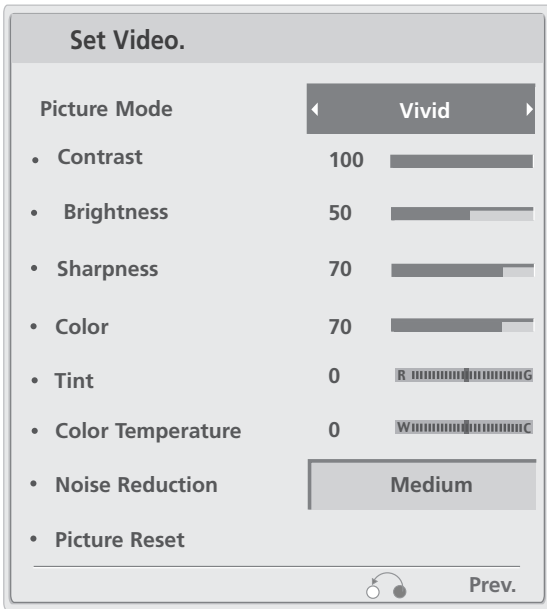 Set Video.
Picture Mode Vivid
• Contrast 100
• Brightness 50
• Sharpness 70
• Color 70
• Tint 0 R G
• Color Temperature 0 W C
• Noise Reduction Medium
• Picture Reset
Prev.